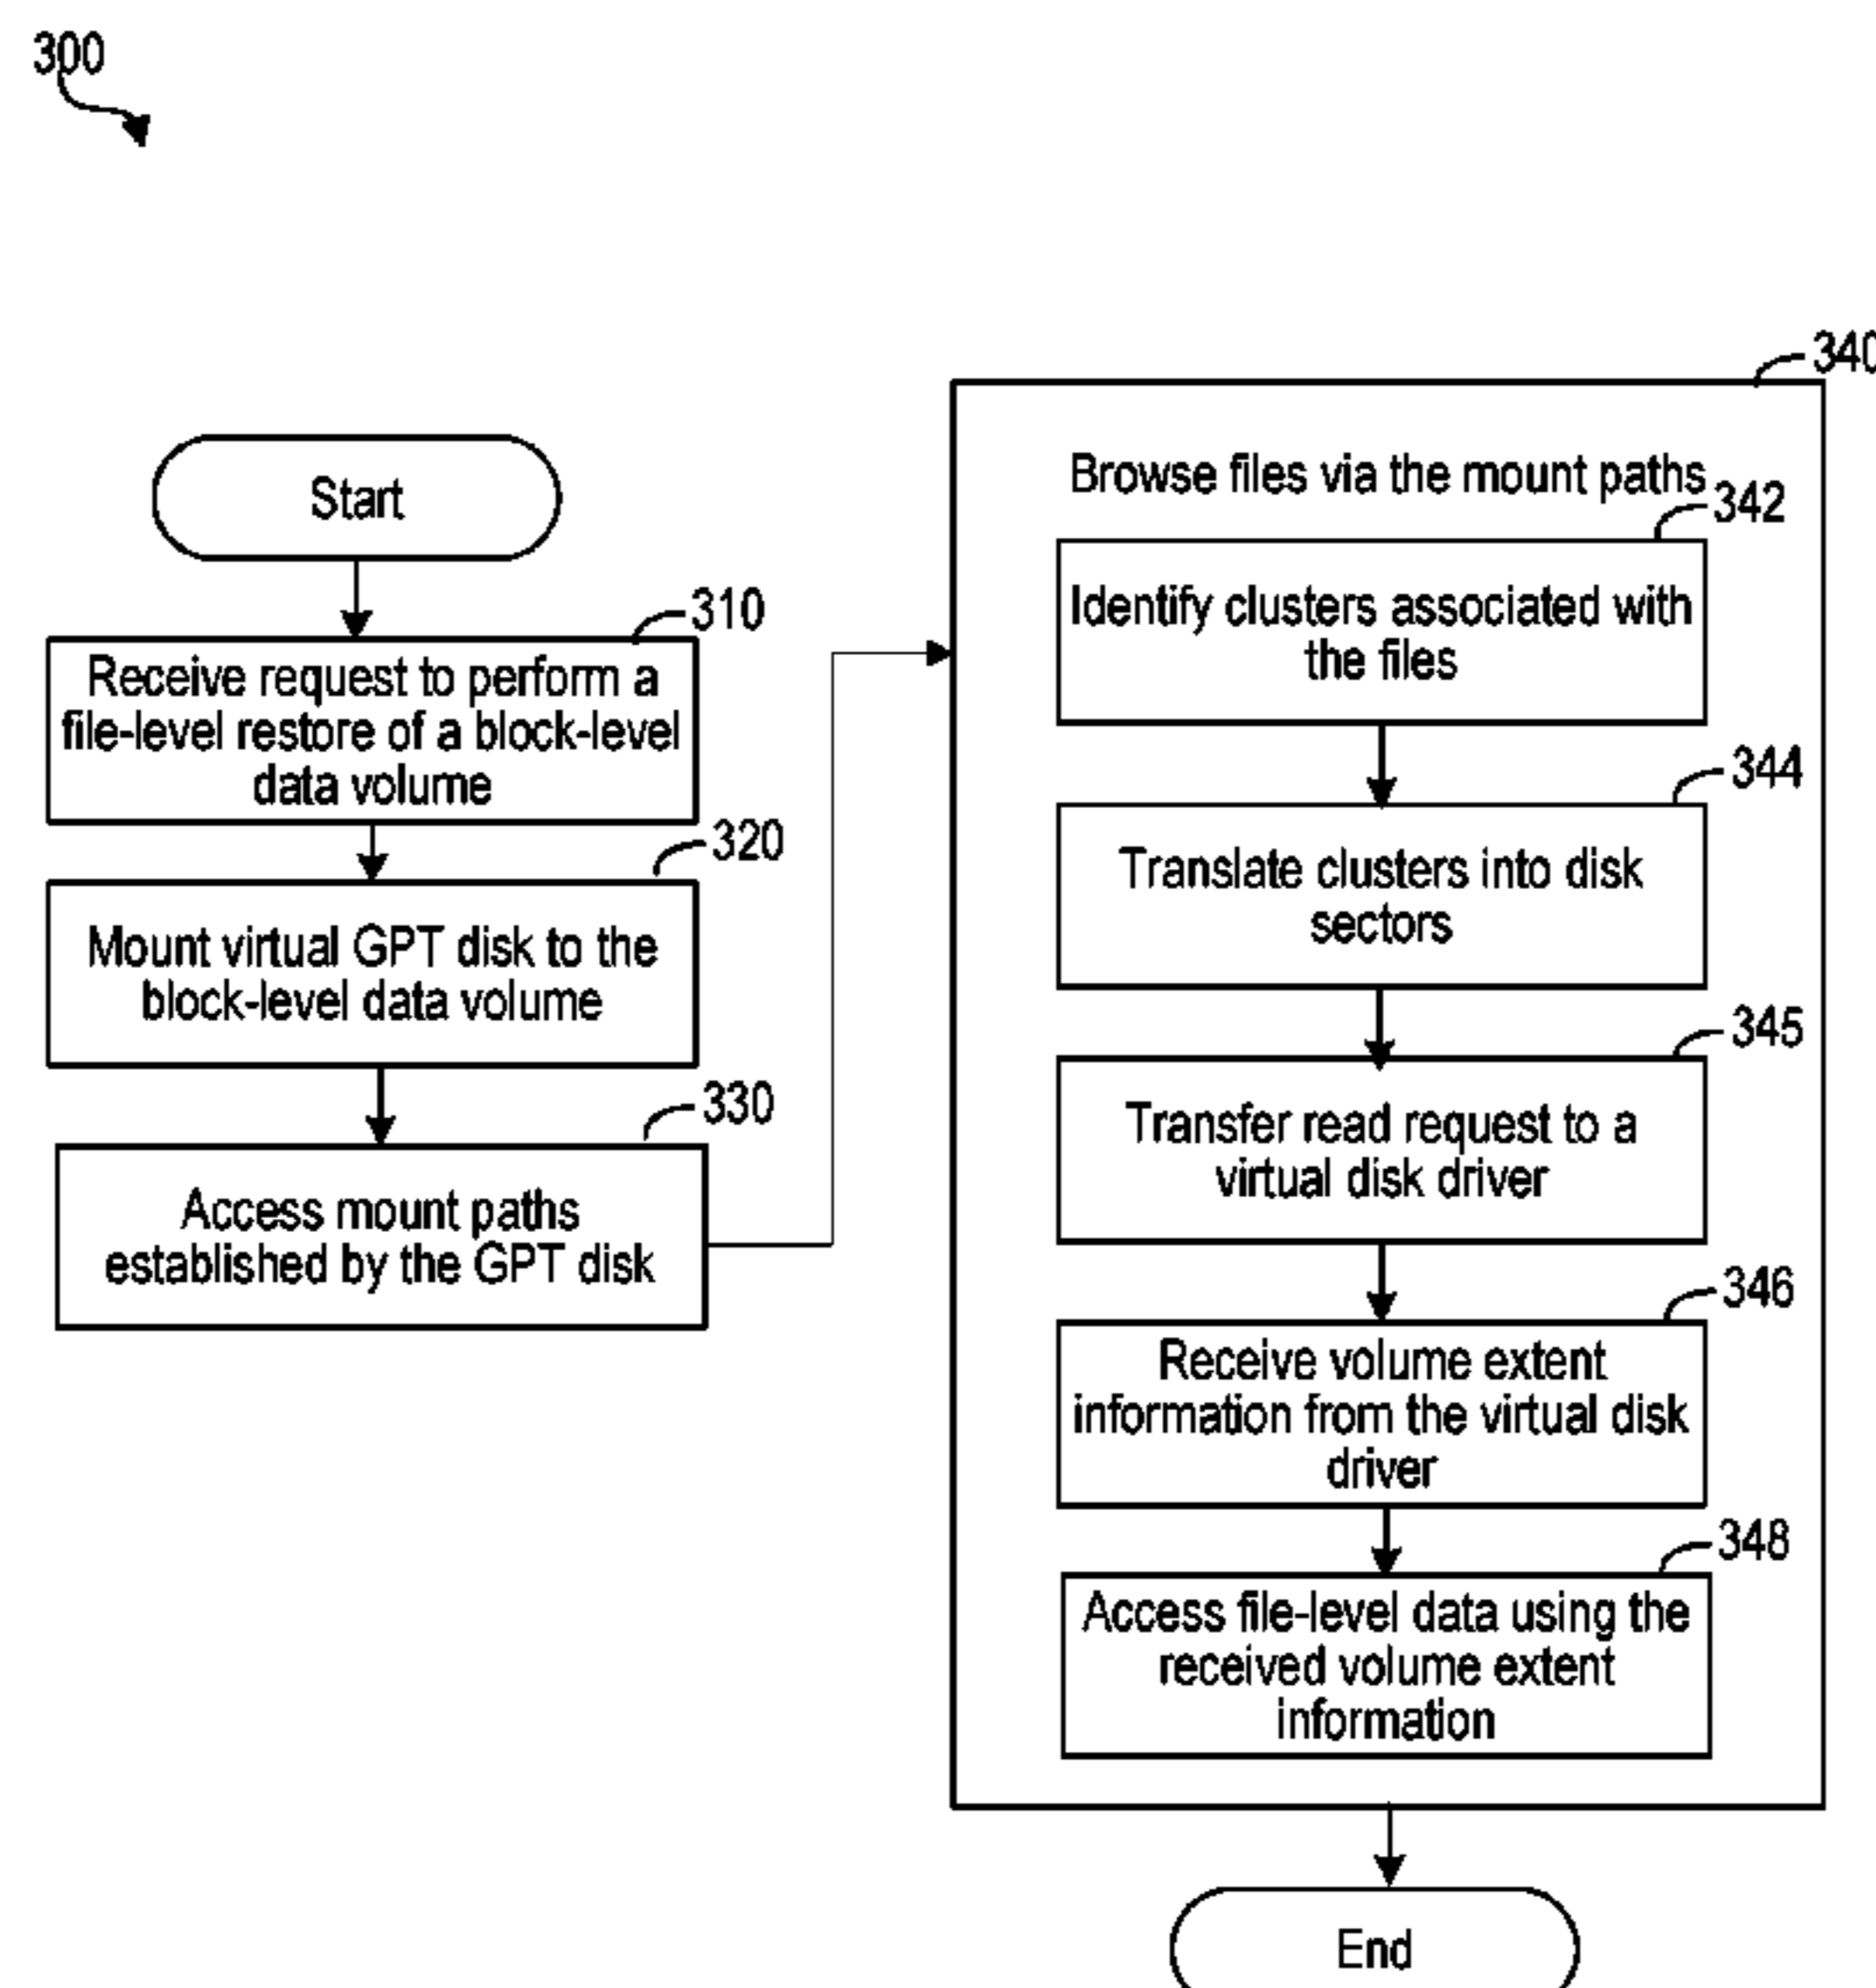 300
Start
310
Receive request to perform a
file-level restore of a block-level
data volume
320
Mount virtual GPT disk to the
block-level data volume
330
Access mount paths
established by the GPT disk
340
Browse files via the mount paths
342
Identify clusters associated with
the files
344
Translate clusters into disk
sectors
345
Transfer read request to a
virtual disk driver
346
Receive volume extent
information from the virtual disk
driver
348
Access file-level data using the
received volume extent
information
End